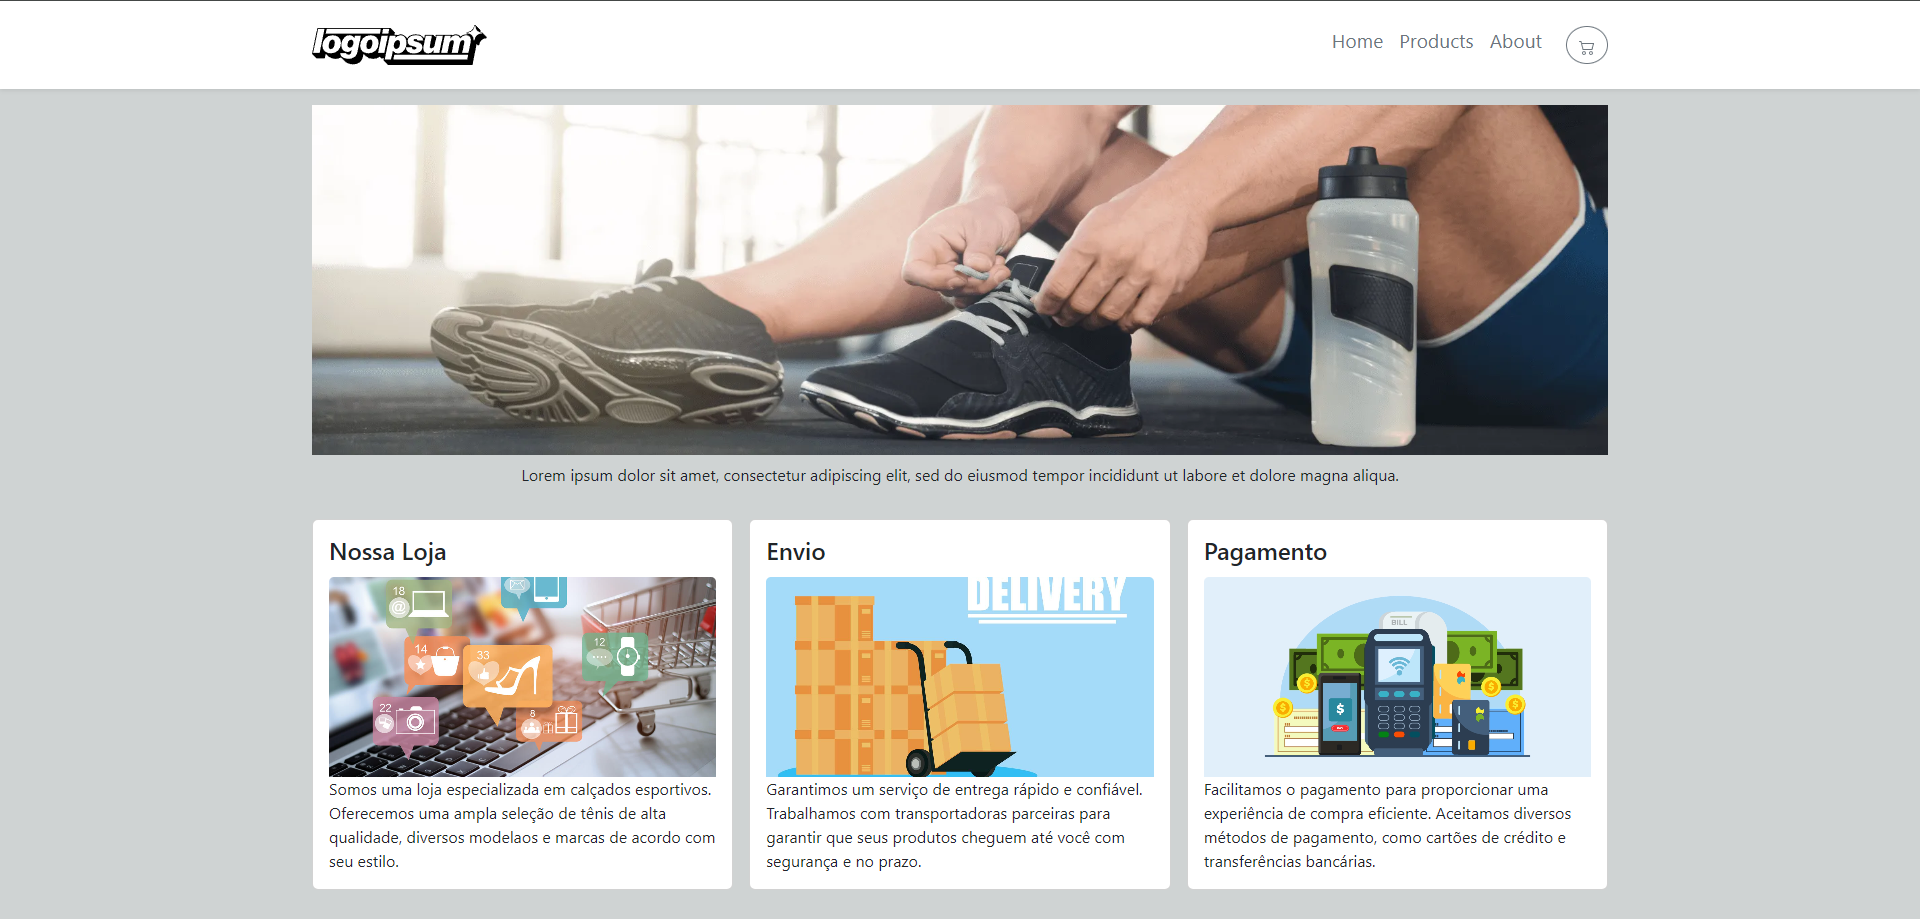 logoipsum
Home Products About
Lorem ipsum dolor sit amet, consectetur adipiscing elit, sed do eiusmod tempor incididunt ut labore et dolore magna aliqua.
Nossa Loja
18
@
14
33
12
22
8
Somos uma loja especializada em calçados esportivos.
Oferecemos uma ampla seleção de tênis de alta
qualidade, diversos modelaos e marcas de acordo com
seu estilo.
Envio
DELIVERY
Garantimos um serviço de entrega rápido e confiável.
Trabalhamos com transportadoras parceiras para
garantir que seus produtos cheguem até você com
segurança e no prazo.
Pagamento
BILL
$
$
$
$
$
Facilitamos o pagamento para proporcionar uma
experiência de compra eficiente. Aceitamos diversos
métodos de pagamento, como cartões de crédito e
transferências bancárias.